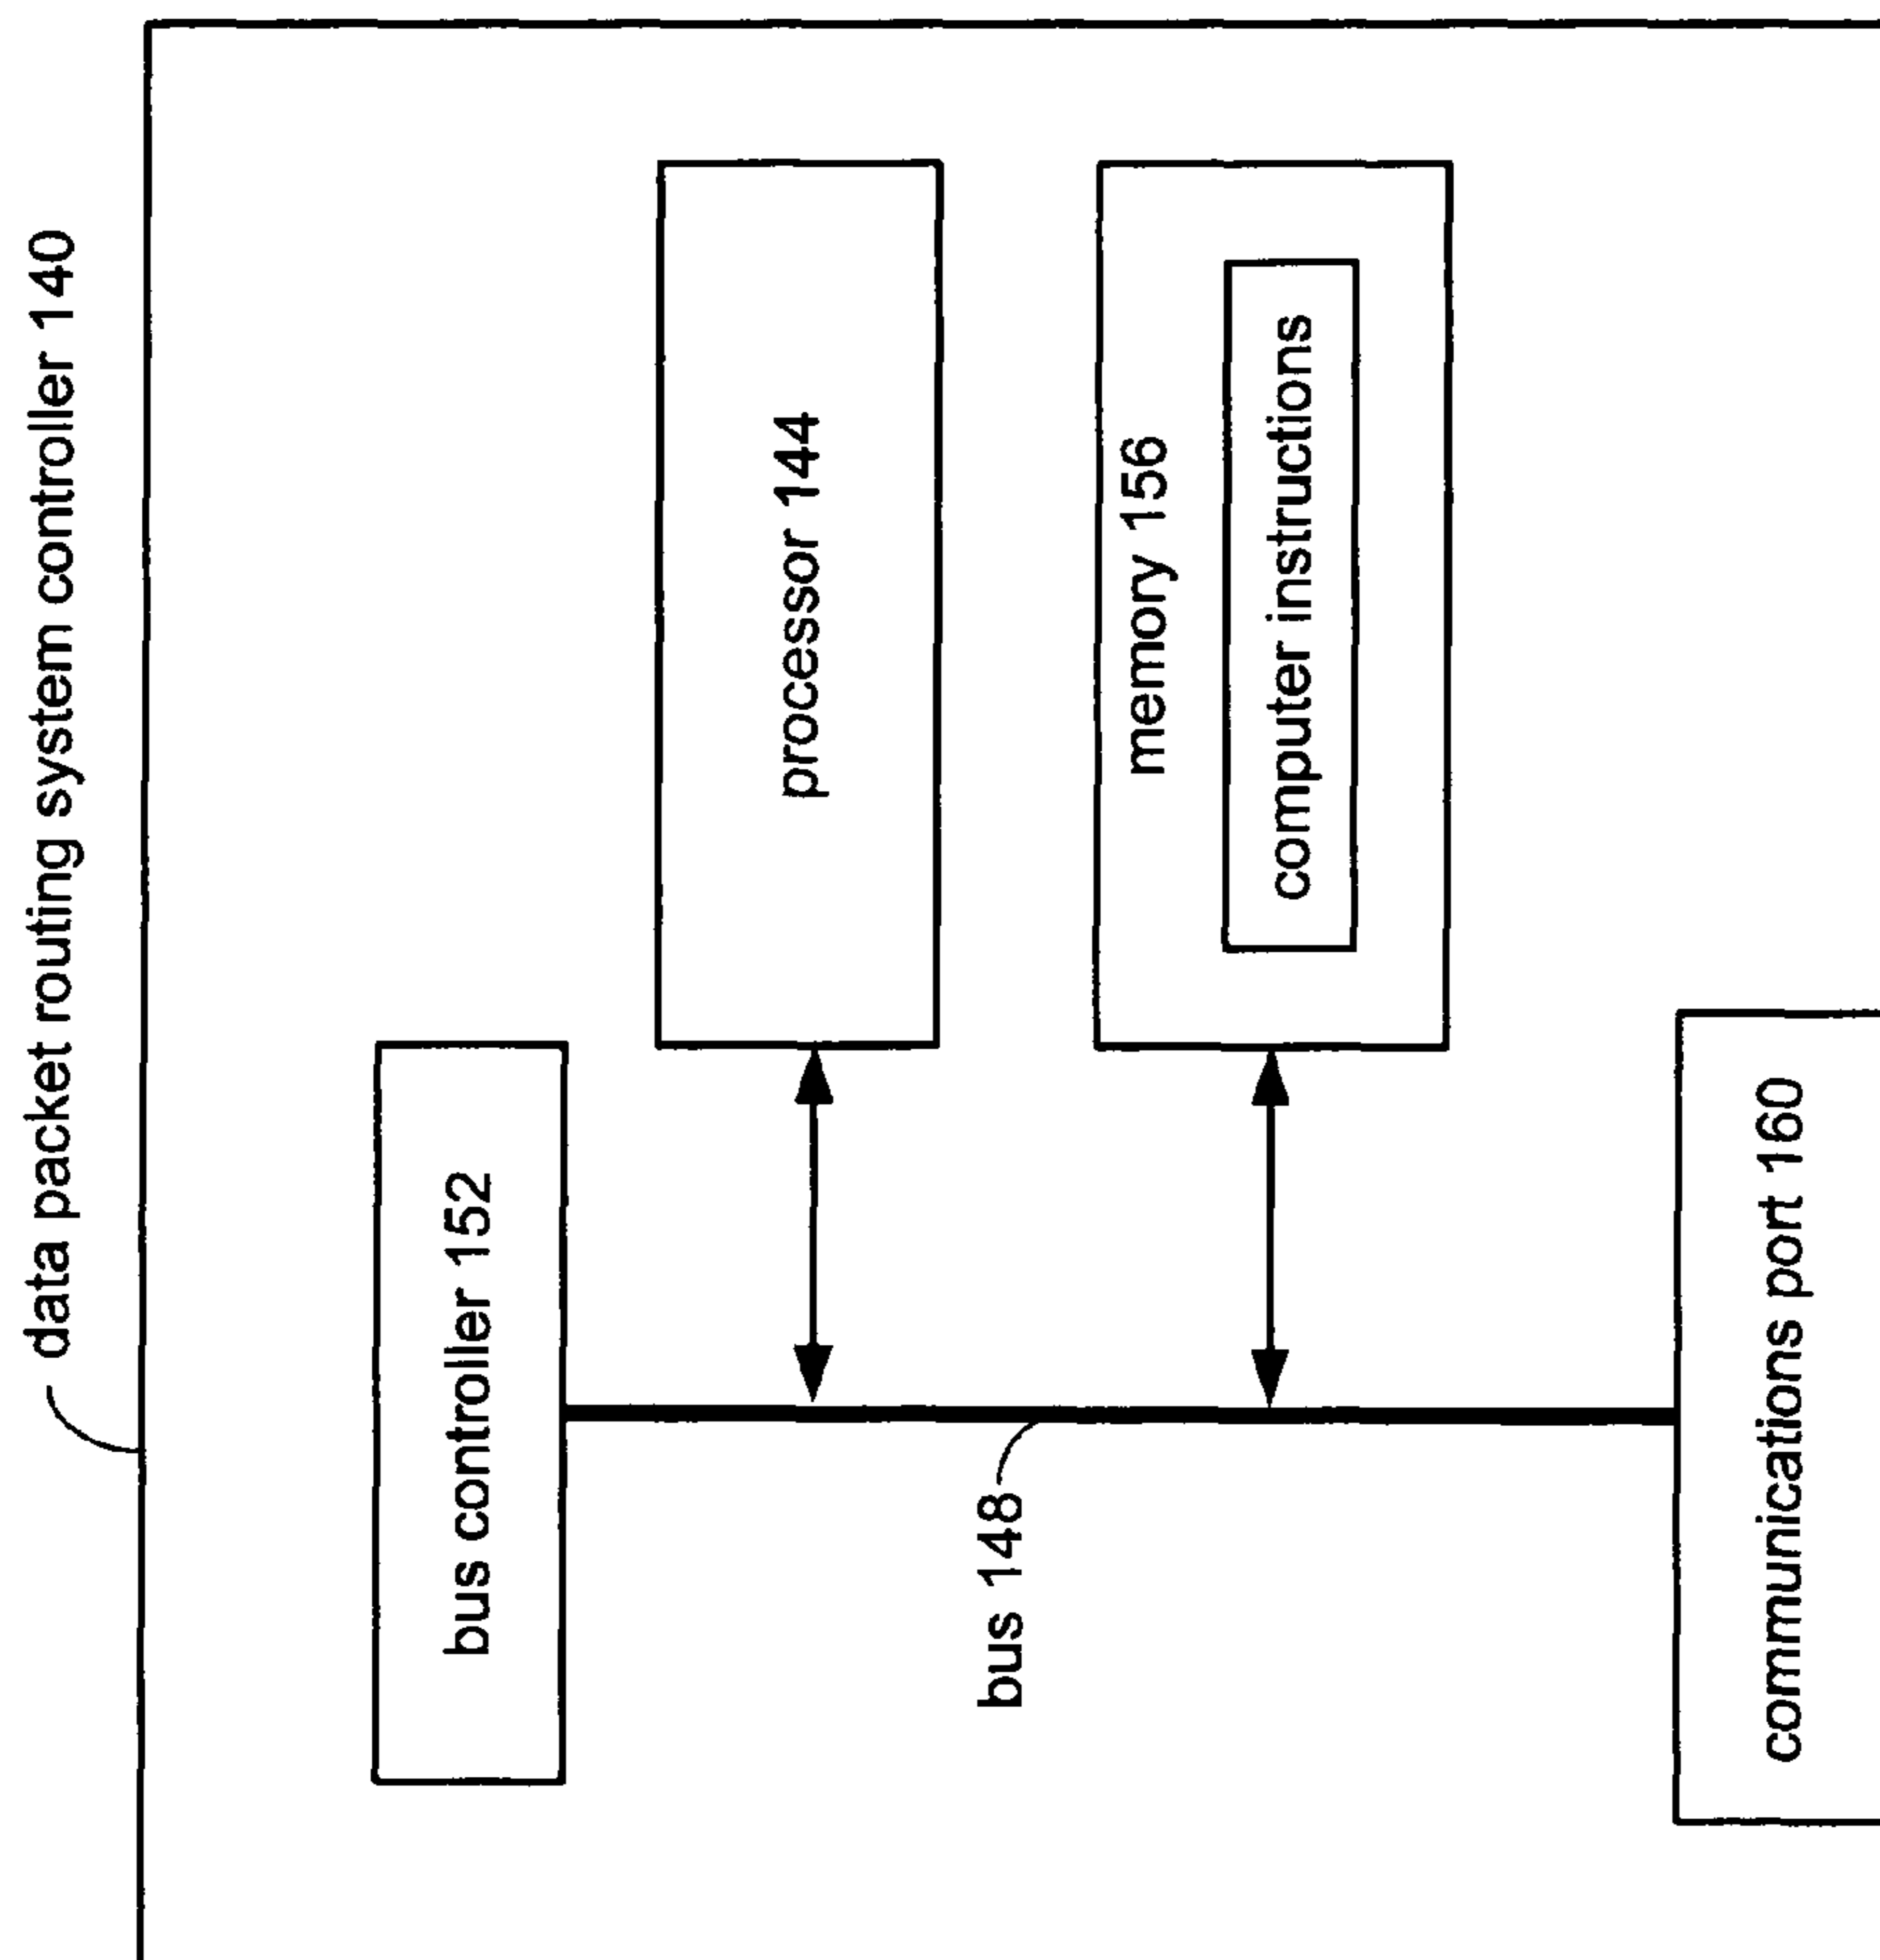 data packet routing system controller 140
bus controller 152
processor 144
bus 148
memory 156
computer instructions
communications port 160